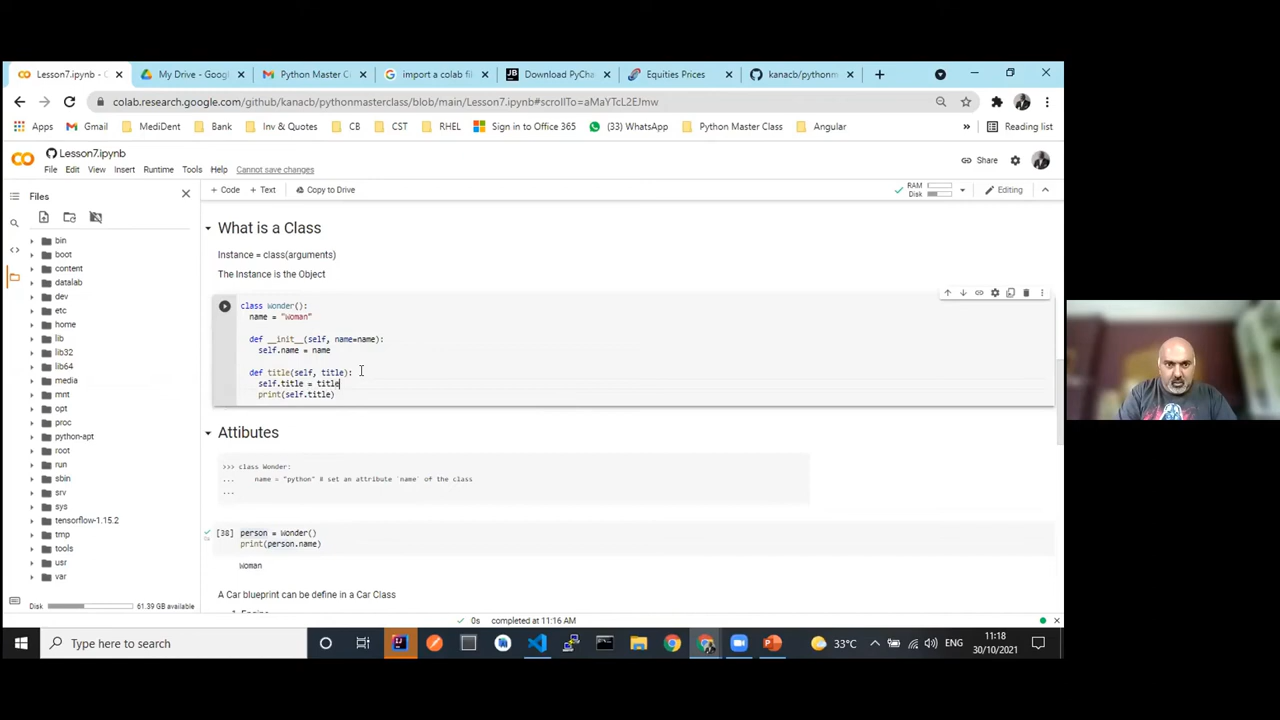 Lesson7.ipynb - C
My Drive - Googl
Python Master C
import a colab fil
Download PyCha
Equities Prices
kanacb/pythonm
colab.research.google.com/github/kanacb/pythonmasterclass/blob/main/Lesson7.ipynb#scrollTo=aMaYTcL2EJmw
Apps
Gmail
MediDent
Bank
Inv & Quotes
CB
CST
RHEL
Sign in to Office 365
(33) WhatsApp
Python Master Class
Angular
»
Reading list
Lesson7.ipynb
File Edit View Insert Runtime Tools Help Cannot save changes
Share
Files
+ Code + Text Copy to Drive
RAM
Disk
Editing
bin
boot
content
datalab
dev
etc
home
lib
lib32
lib64
media
mnt
opt
proc
python-apt
root
run
sbin
srv
sys
tensorflow-1.15.2
tmp
tools
usr
var
Disk 61.39 GB available
What is a Class
Instance = class(arguments)
The Instance is the Object
class Wonder():
name = "Woman"
def __init__(self, name=name):
self.name = name
def title(self, title):
self.title = title
print(self.title)
Attibutes
>>> class Wonder:
... name = "python" # set an attribute `name` of the class
...
[38] person = Wonder()
print(person.name)
Woman
A Car blueprint can be define in a Car Class
0s completed at 11:16 AM
Type here to search
33°C
ENG
11:18
30/10/2021